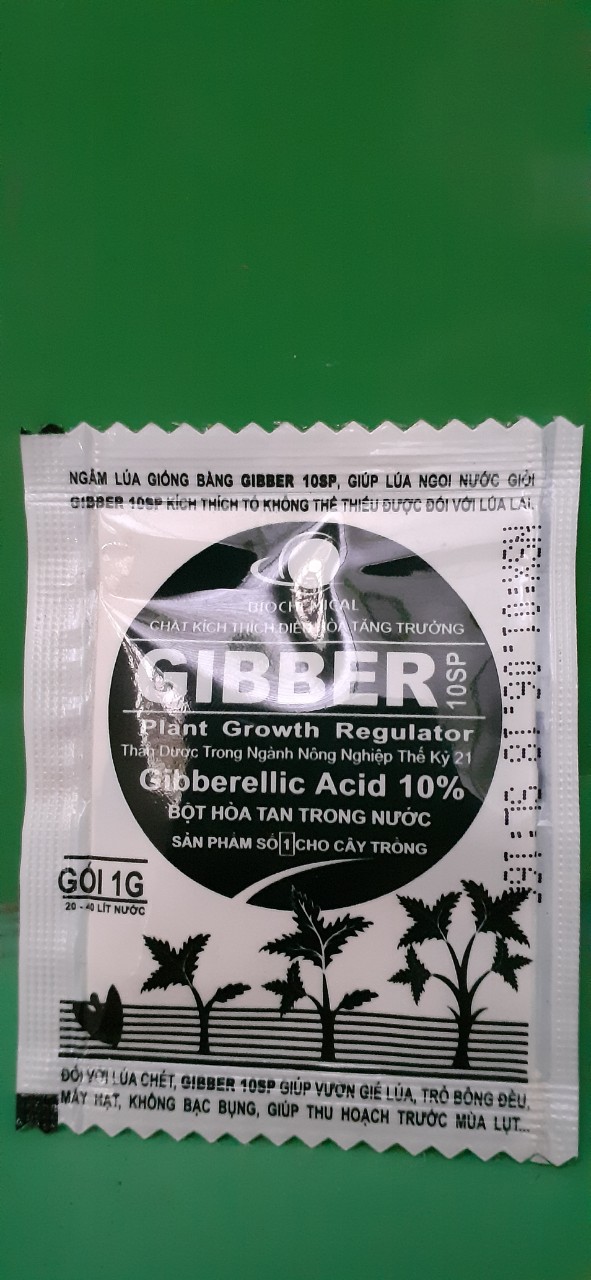 NGÂM LÚA GIỐNG BẰNG GIBBER 10SP, GIÚP LÚA NGOI NƯỚC GIỎI
GIBBER 10SP KÍCH THÍCH TỐ KHÔNG THỂ THIẾU ĐƯỢC ĐỐI VỚI LÚA LAI.
BIOCHEMICAL
CHẤT KÍCH THÍCH ĐIỀU HÒA TĂNG TRƯỞNG
GIBBER 10SP
Plant Growth Regulator
Thần Dược Trong Ngành Nông Nghiệp Thế Kỷ 21
Gibberellic Acid 10%
BỘT HÒA TAN TRONG NƯỚC
SẢN PHẨM SỐ 1 CHO CÂY TRỒNG
GÓI 1G
20 - 40 LÍT NƯỚC
ĐỐI VỚI LÚA CHÉT, GIBBER 10SP GIÚP VƯƠN GIÉ LÚA, TRỔ BÔNG ĐỀU,
MẨY HẠT, KHÔNG BẠC BỤNG, GIÚP THU HOẠCH TRƯỚC MÙA LỤT...